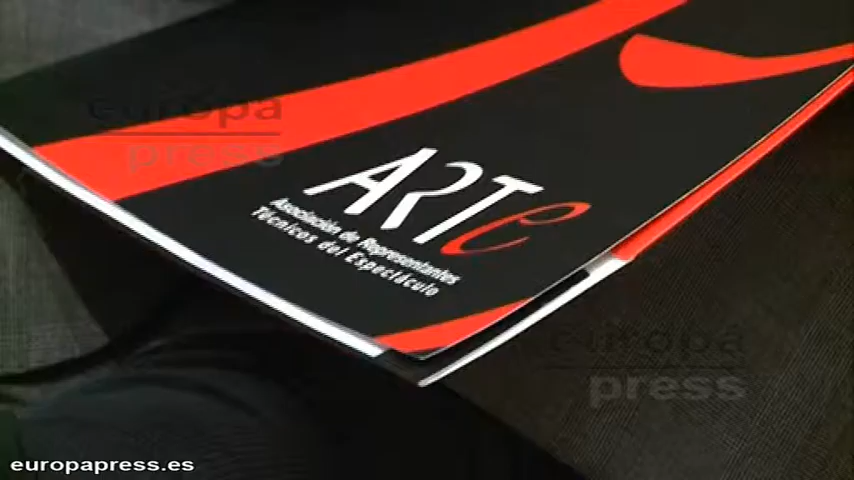 europa
press
ARTe
Asociación de Representantes
Técnicos del Espectáculo
europa
press
europapress.es